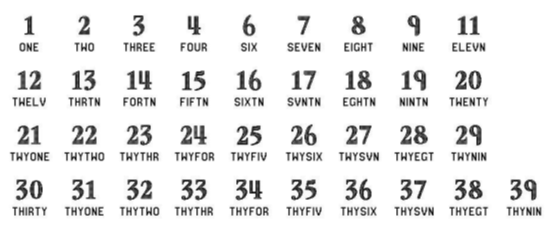 1 2 3 4 6 7 8 9 11
ONE TWO THREE FOUR SIX SEVEN EIGHT NINE ELEVN
12 13 14 15 16 17 18 19 20
TWELV THRTN FORTN FIFTN SIXTN SVNTN EGHTN NINTN TWENTY
21 22 23 24 25 26 27 28 29
TWYONE TWYTWO TWYTHR TWYFOR TWYFIV TWYSIX TWYSVN TWYEGT TWYNIN
30 31 32 33 34 35 36 37 38 39
THIRTY THYONE THYTWO THYTHR THYFOR THYFIV THYSIX THYSVN THYEGT THYNIN